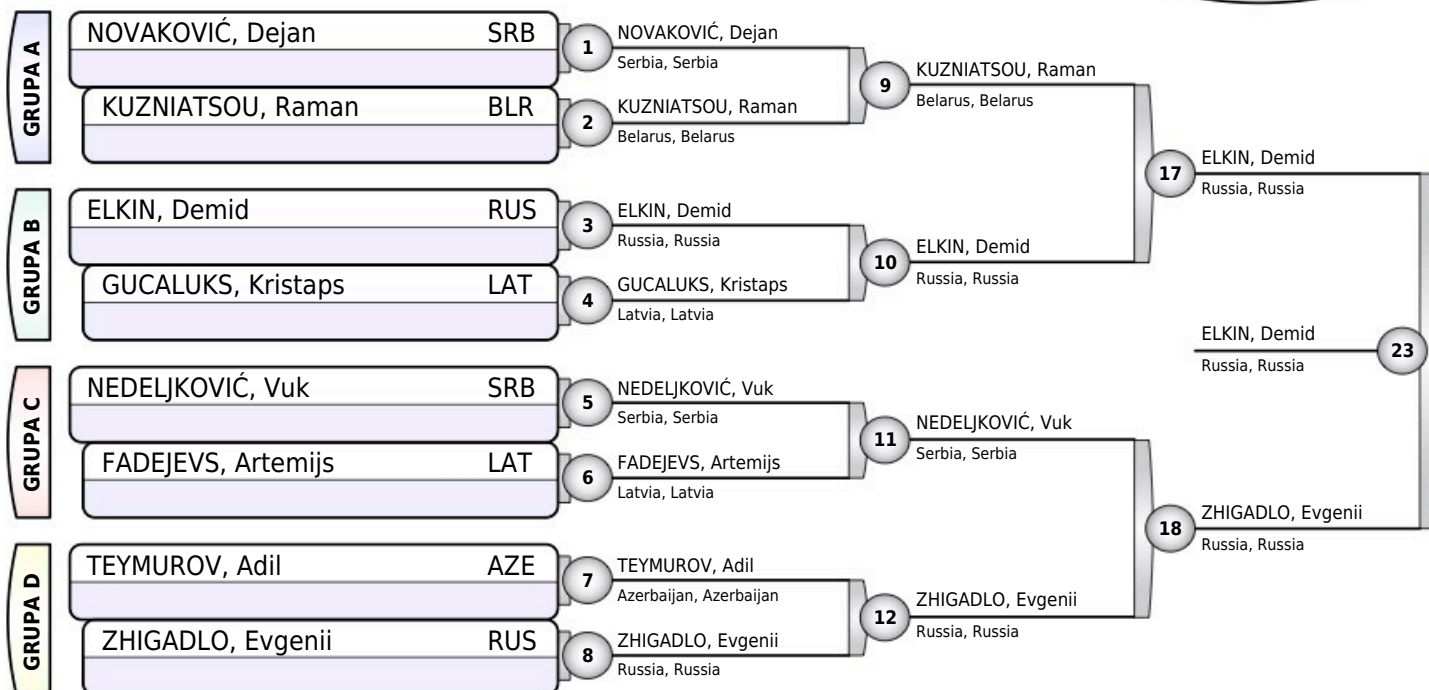 GRUPA A
NOVAKOVIĆ, Dejan SRB
KUZNIATSOU, Raman BLR
1
NOVAKOVIĆ, Dejan
Serbia, Serbia
2
KUZNIATSOU, Raman
Belarus, Belarus
9
KUZNIATSOU, Raman
Belarus, Belarus
GRUPA B
ELKIN, Demid RUS
GUCALUKS, Kristaps LAT
3
ELKIN, Demid
Russia, Russia
4
GUCALUKS, Kristaps
Latvia, Latvia
10
ELKIN, Demid
Russia, Russia
17
ELKIN, Demid
Russia, Russia
GRUPA C
NEDELJKOVIĆ, Vuk SRB
FADEJEVS, Artemijs LAT
5
NEDELJKOVIĆ, Vuk
Serbia, Serbia
6
FADEJEVS, Artemijs
Latvia, Latvia
11
NEDELJKOVIĆ, Vuk
Serbia, Serbia
GRUPA D
TEYMUROV, Adil AZE
ZHIGADLO, Evgenii RUS
7
TEYMUROV, Adil
Azerbaijan, Azerbaijan
8
ZHIGADLO, Evgenii
Russia, Russia
12
ZHIGADLO, Evgenii
Russia, Russia
18
ZHIGADLO, Evgenii
Russia, Russia
ELKIN, Demid
Russia, Russia
23